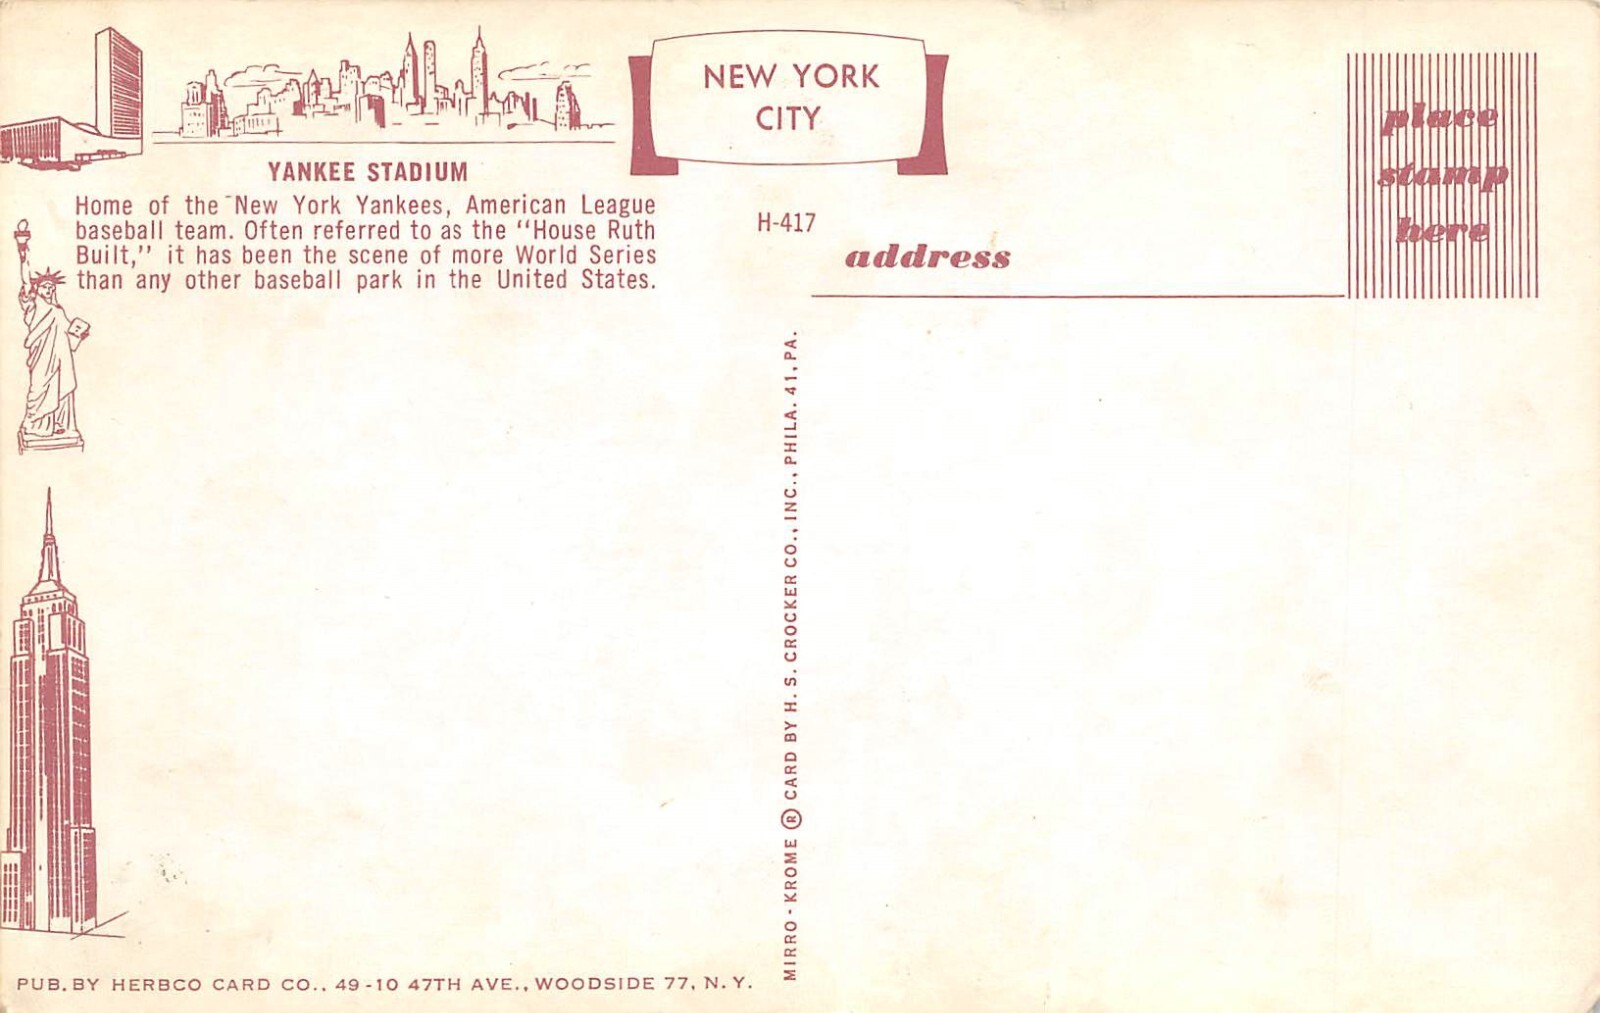 NEW YORK
CITY
YANKEE STADIUM
Home of the New York Yankees, American League
baseball team. Often referred to as the "House Ruth
Built," it has been the scene of more World Series
than any other baseball park in the United States.
H-417
address
place
stamp
here
MIRRO-KROME ® CARD BY H. S. CROCKER CO., INC., PHILA. 41, PA.
PUB. BY HERBCO CARD CO., 49-10 47TH AVE., WOODSIDE 77, N. Y.